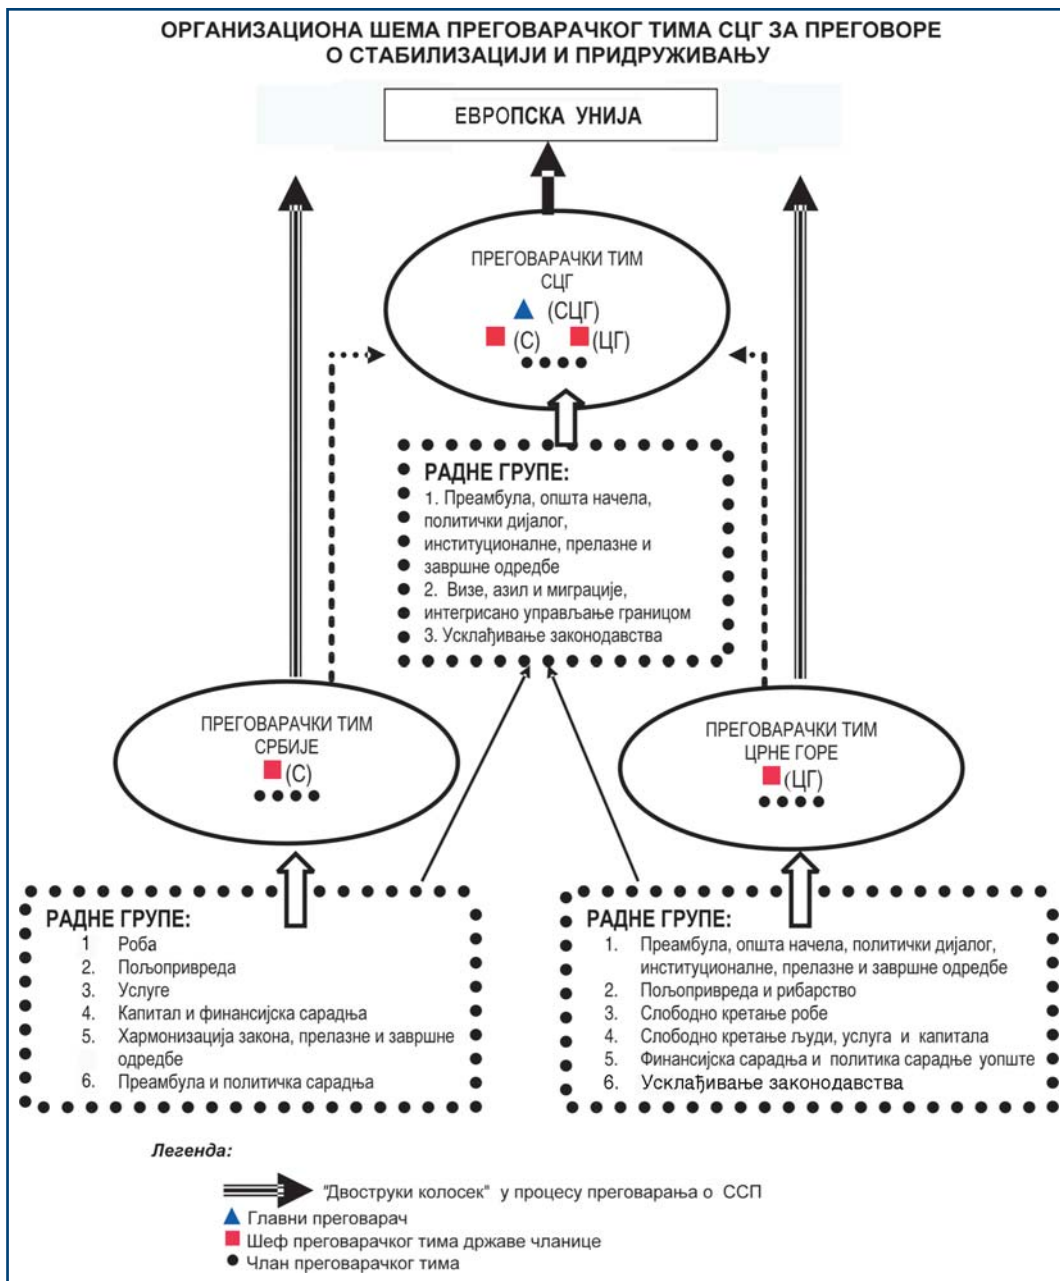 ОРГАНИЗАЦИОНА ШЕМА ПРЕГОВАРАЧКОГ ТИМА СЦГ ЗА ПРЕГОВОРЕ
О СТАБИЛИЗАЦИЈИ И ПРИДРУЖИВАЊУ
ЕВРОПСКА УНИЈА
ПРЕГОВАРАЧКИ ТИМ
СЦГ
(СЦГ)
(С) (ЦГ)
РАДНЕ ГРУПЕ:
1. Преамбула, општа начела,
политички дијалог,
институционалне, прелазне и
завршне одредбе
2. Визе, азил и миграције,
интегрисано управљање границом
3. Усклађивање законодавства
ПРЕГОВАРАЧКИ ТИМ
СРБИЈЕ
(С)
ПРЕГОВАРАЧКИ ТИМ
ЦРНЕ ГОРЕ
(ЦГ)
РАДНЕ ГРУПЕ:
1 Роба
2. Пољопривреда
3. Услуге
4. Капитал и финансијска сарадња
5. Хармонизација закона, прелазне и завршне
одредбе
6. Преамбула и политичка сарадња
РАДНЕ ГРУПЕ:
1. Преамбула, општа начела, политички дијалог,
институционалне, прелазне и завршне одредбе
2. Пољопривреда и рибарство
3. Слободно кретање робе
4. Слободно кретање људи, услуга и капитала
5. Финансијска сарадња и политика сарадње уопште
6. Усклађивање законодавства
Легенда:
"Двоструки колосек" у процесу преговарања о ССП
Главни преговарач
Шеф преговарачког тима државе чланице
Члан преговарачког тима